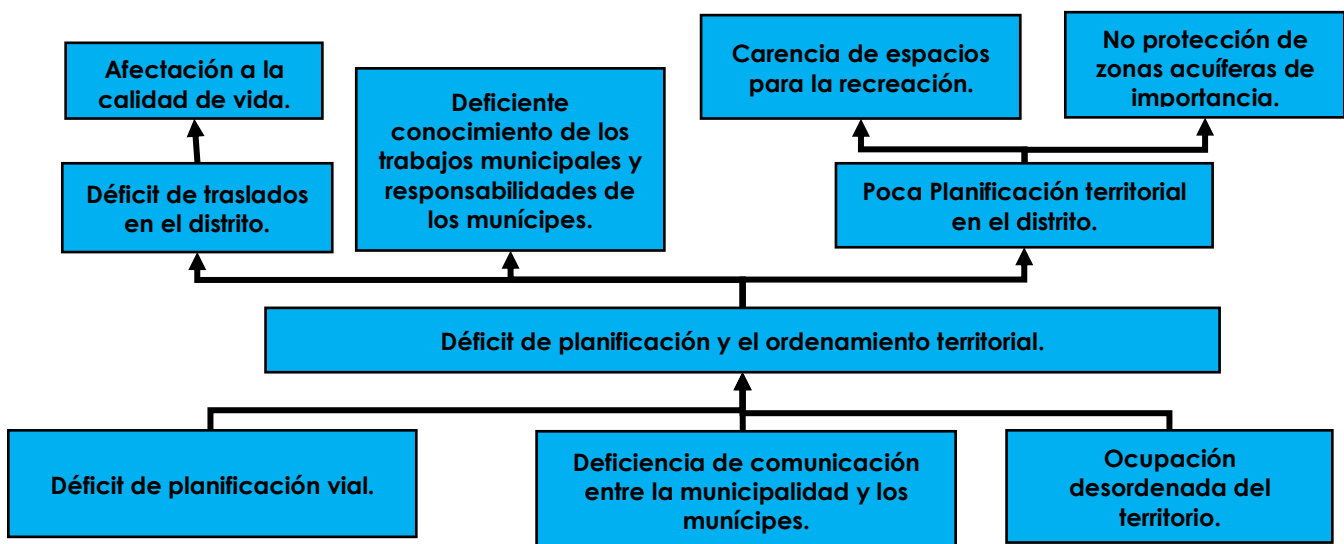 Afectación a la
calidad de vida.
Deficiente
conocimiento de los
trabajos municipales y
responsabilidades de
los munícipes.
Carencia de espacios
para la recreación.
No protección de
zonas acuíferas de
importancia.
Déficit de traslados
en el distrito.
Poca Planificación territorial
en el distrito.
Déficit de planificación y el ordenamiento territorial.
Déficit de planificación vial.
Deficiencia de comunicación
entre la municipalidad y los
munícipes.
Ocupación
desordenada del
territorio.